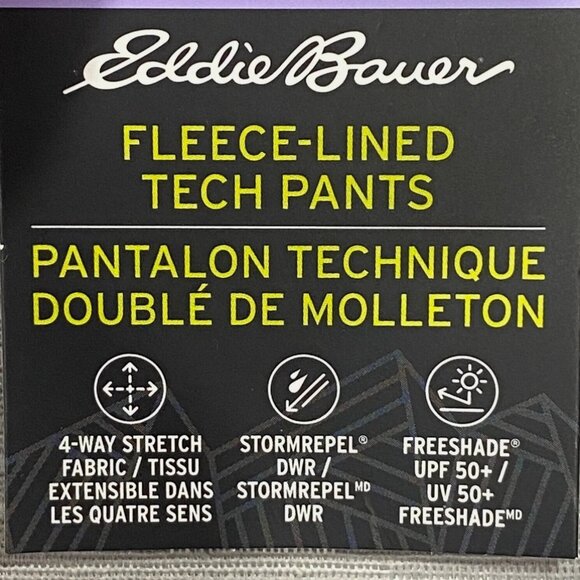 Eddie Bauer
FLEECE-LINED
TECH PANTS
PANTALON TECHNIQUE
DOUBLÉ DE MOLLETON
4-WAY STRETCH
FABRIC / TISSU
EXTENSIBLE DANS
LES QUATRE SENS
STORMREPEL®
DWR /
STORMREPELMD
DWR
FREESHADE®
UPF 50+ /
UV 50+
FREESHADEMD